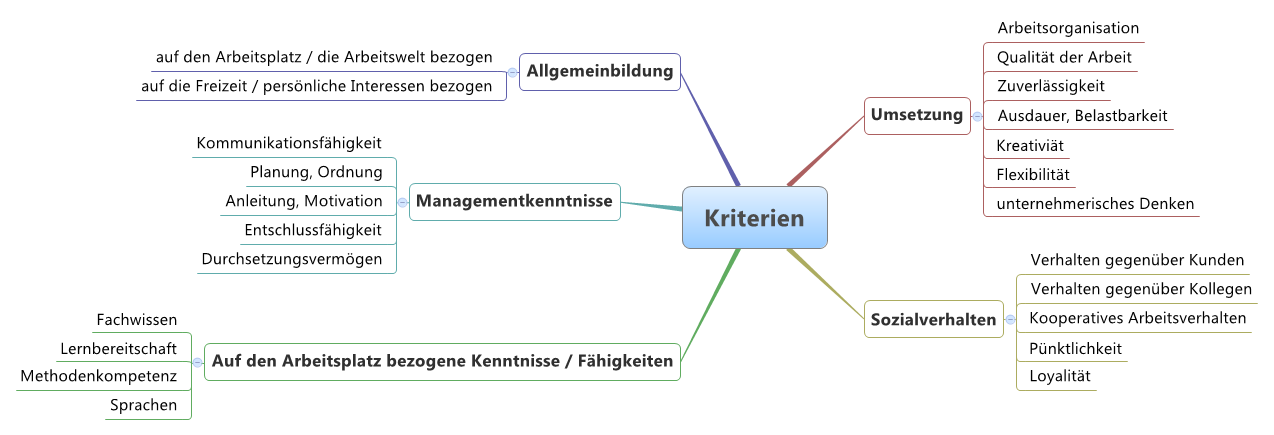 Kriterien
Umsetzung
Arbeitsorganisation
Qualität der Arbeit
Zuverlässigkeit
Ausdauer, Belastbarkeit
Kreativiät
Flexibilität
unternehmerisches Denken
Sozialverhalten
Verhalten gegenüber Kunden
Verhalten gegenüber Kollegen
Kooperatives Arbeitsverhalten
Pünktlichkeit
Loyalität
Auf den Arbeitsplatz bezogene Kenntnisse / Fähigkeiten
Fachwissen
Lernbereitschaft
Methodenkompetenz
Sprachen
Managementkenntnisse
Kommunikationsfähigkeit
Planung, Ordnung
Anleitung, Motivation
Entschlussfähigkeit
Durchsetzungsvermögen
Allgemeinbildung
auf den Arbeitsplatz / die Arbeitswelt bezogen
auf die Freizeit / persönliche Interessen bezogen